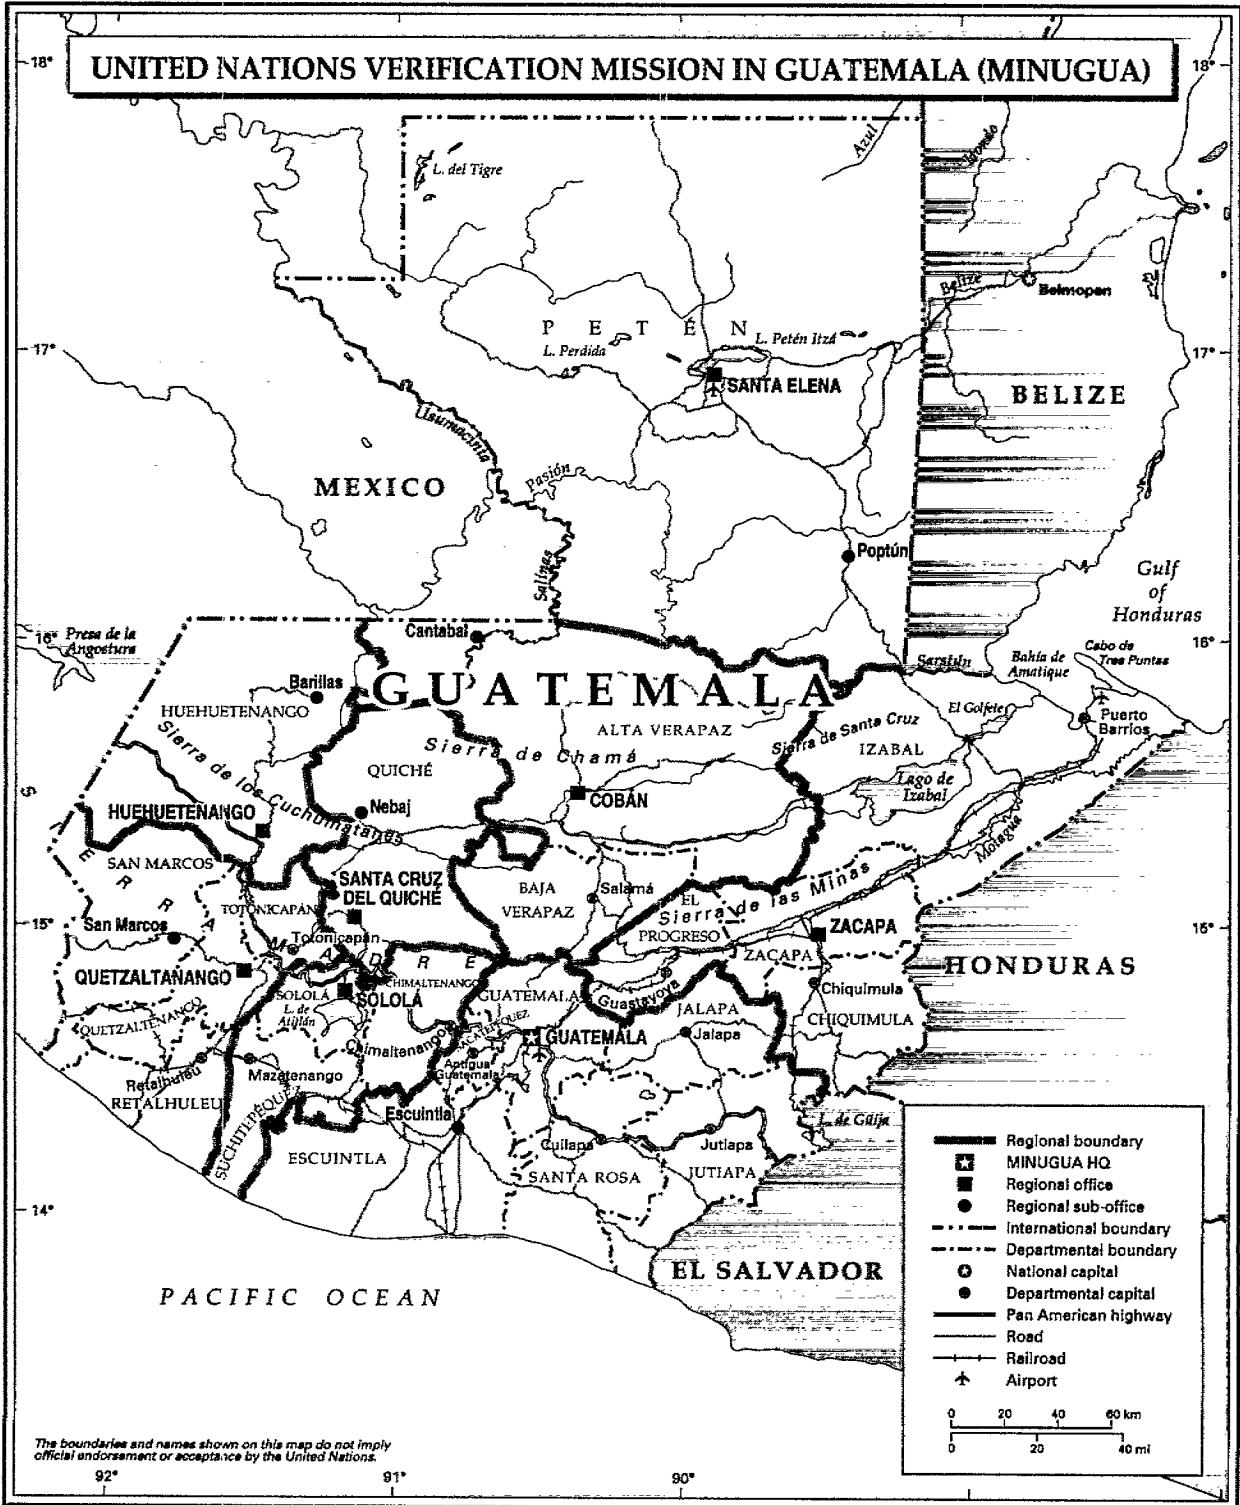 UNITED NATIONS VERIFICATION MISSION IN GUATEMALA (MINUGUA)
18°
18°
Azul
Hondo
L. del Tigre
Belize
Belmopan
P E T É N
L. Petén Itzá
L. Perdida
17°
17°
SANTA ELENA
BELIZE
Usumacinta
Pasión
MEXICO
Salinas
Poptún
Gulf
of
Honduras
16°
16°
Presa de la
Angostura
Cantabal
Sarstún
Bahía de
Amatique
Cabo de
Tres Puntas
Barillas
GUATEMALA
HUEHUETENANGO
ALTA VERAPAZ
El Golfete
Puerto
Barrios
Sierra de los Cuchumatanes
Sierra de Chamá
Sierra de Santa Cruz
IZABAL
QUICHÉ
Lago de
Izabal
HUEHUETEÑANGO
Nebaj
COBÁN
Motagua
S
E
R
R
A
M
A
D
R
E
SAN MARCOS
SANTA CRUZ
DEL QUICHÉ
BAJA
VERAPAZ
Salamá
EL
PROGRESO
Sierra de las Minas
TOTONICAPÁN
San Marcos
Totonicapán
ZACAPA
ZACAPA
15°
15°
HONDURAS
QUETZALTEÑANGO
CHIMALTENANGO
SOLOLÁ
SOLOLÁ
L. de
Atitlán
GUATEMALA
Guastayoya
Chiquimula
JALAPA
CHIQUIMULA
QUETZALTENANGO
Chimaltenango
SACATEPÉQUEZ
GUATEMALA
Jalapa
Retalhuleu
Mazatenango
Antigua
Guatemala
RETALHULEU
SUCHITEPÉQUEZ
Escuintla
L. de Güija
Cuilapa
Jutiapa
ESCUINTLA
SANTA ROSA
JUTIAPA
14°
EL SALVADOR
PACIFIC OCEAN
Regional boundary
MINUGUA HQ
Regional office
Regional sub-office
International boundary
Departmental boundary
National capital
Departmental capital
Pan American highway
Road
Railroad
Airport
0 20 40 60 km
0 20 40 mi
The boundaries and names shown on this map do not imply
official endorsement or acceptance by the United Nations.
92°
91°
90°